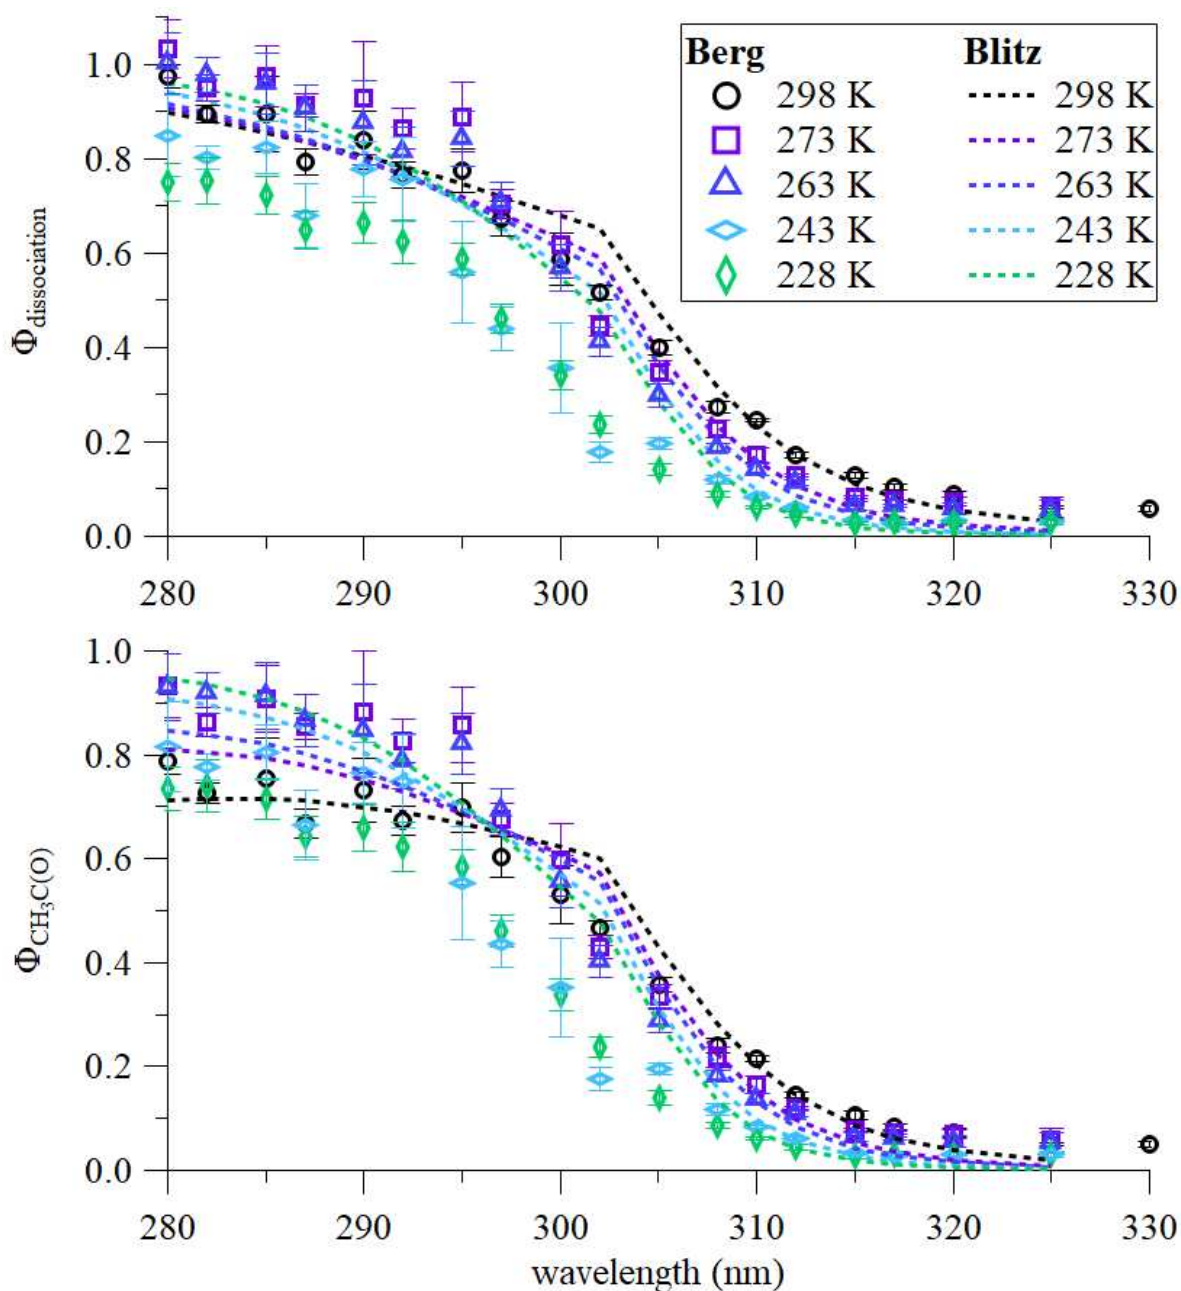 Berg Blitz
298 K 298 K
273 K 273 K
263 K 263 K
243 K 243 K
228 K 228 K
1.0
0.8
0.6
0.4
0.2
0.0
Φdissociation
280 290 300 310 320 330
1.0
0.8
0.6
0.4
0.2
0.0
ΦCH₃C(O)
280 290 300 310 320 330
wavelength (nm)